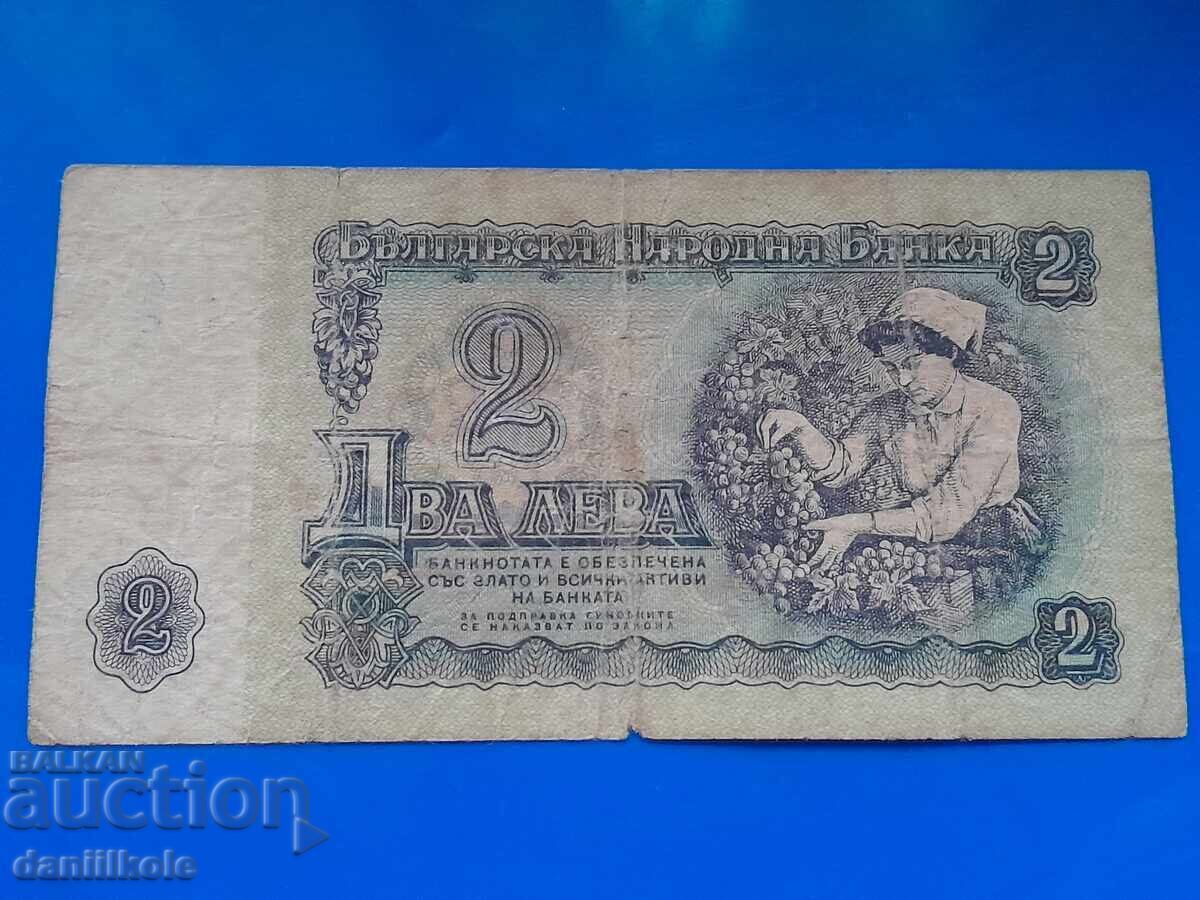 Българска Народна Банка
2
2
Два лева
Банкнотата е обезпечена
със злато и всички активи
на банката
За подправка виновните
се наказват по закона
2
2
BALKAN
auction
daniilkole